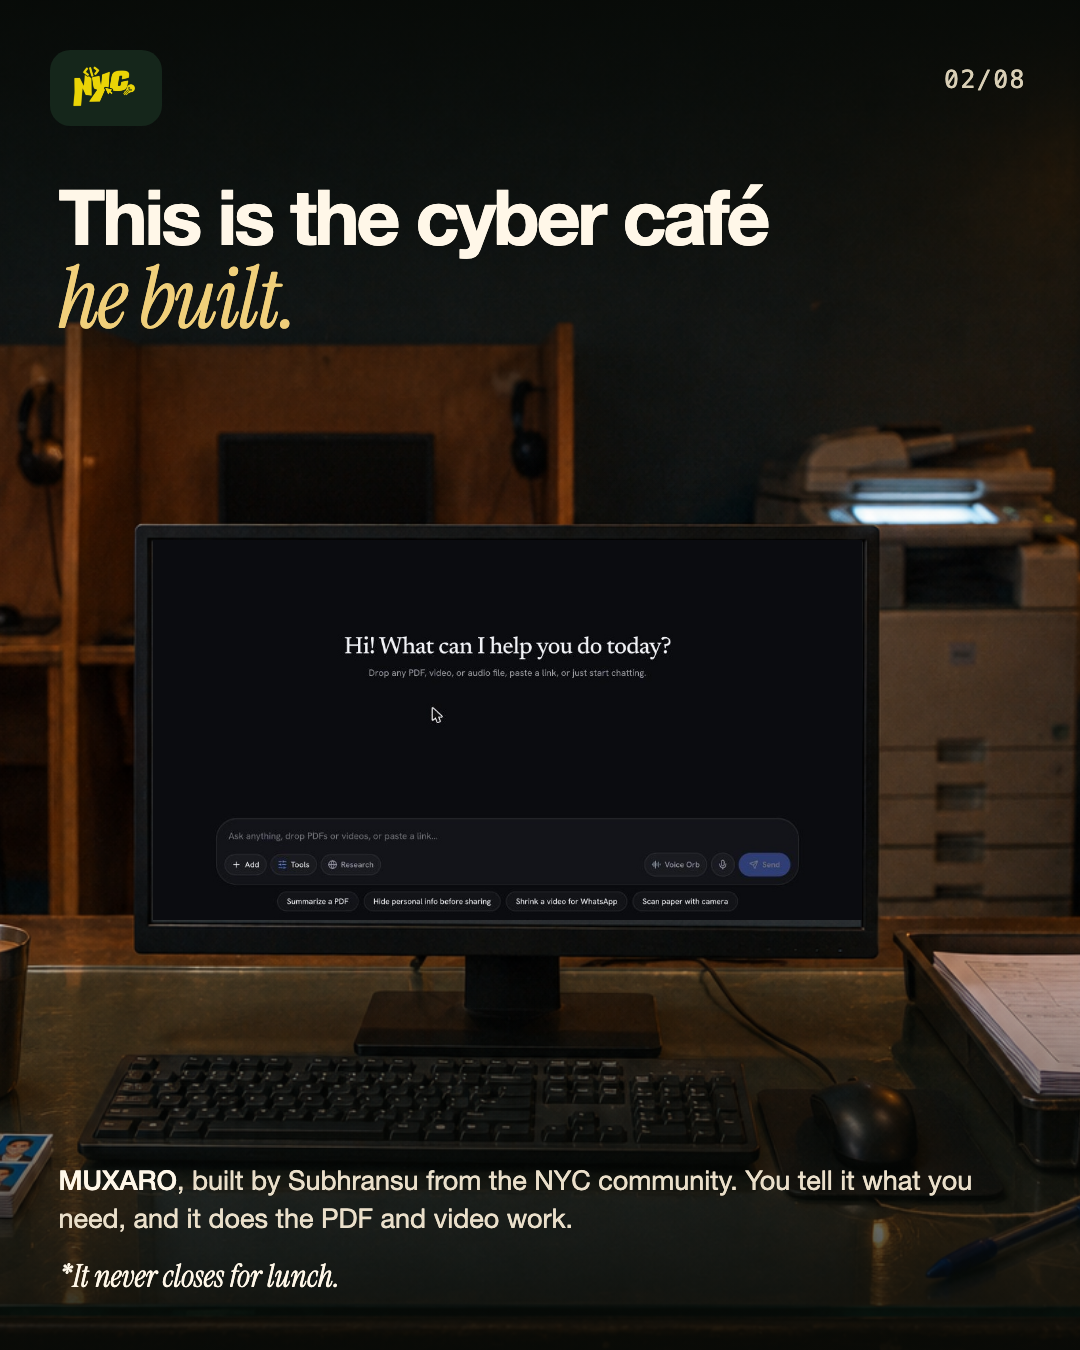 NYC
02/08
This is the cyber café
he built.
Hi! What can I help you do today?
Drop any PDF, video, or audio file, paste a link, or just start chatting.
Ask anything, drop PDFs or videos, or paste a link...
+ Add Tools Research Voice Orb Send
Summarize a PDF Hide personal info before sharing Shrink a video for WhatsApp Scan paper with camera
MUXARO, built by Subhransu from the NYC community. You tell it what you
need, and it does the PDF and video work.
*It never closes for lunch.